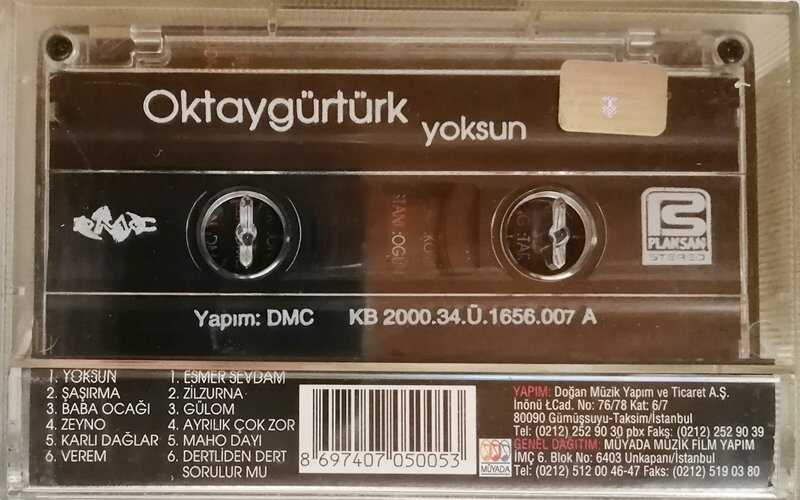 Oktaygürtürk yoksun
DMC
PLAKSAN
STEREO
Yapım: DMC KB 2000.34.Ü.1656.007 A
1. YOKSUN
2. ŞAŞIRMA
3. BABA OCAĞI
4. ZEYNO
5. KARLI DAĞLAR
6. VEREM
1. ESMER SEVDAM
2. ZILZURNA
3. GÜLOM
4. AYRILIK ÇOK ZOR
5. MAHO DAYI
6. DERTLİDEN DERT
SORULUR MU
8 697407 050053
MÜYADA
YAPIM: Doğan Müzik Yapım ve Ticaret A.Ş.
İnönü Ł.Cad. No: 76/78 Kat: 6/7
80090 Gümüşsuyu-Taksim/İstanbul
Tel: (0212) 252 90 30 pbx Fakş: (0212) 252 90 39
GENEL DAĞITIM: MÜYADA MÜZİK FİLM YAPIM
İMÇ 6. Blok No: 6403 Unkapanı/İstanbul
Tel: (0212) 512 00 46-47 Faks: (0212) 519 03 80